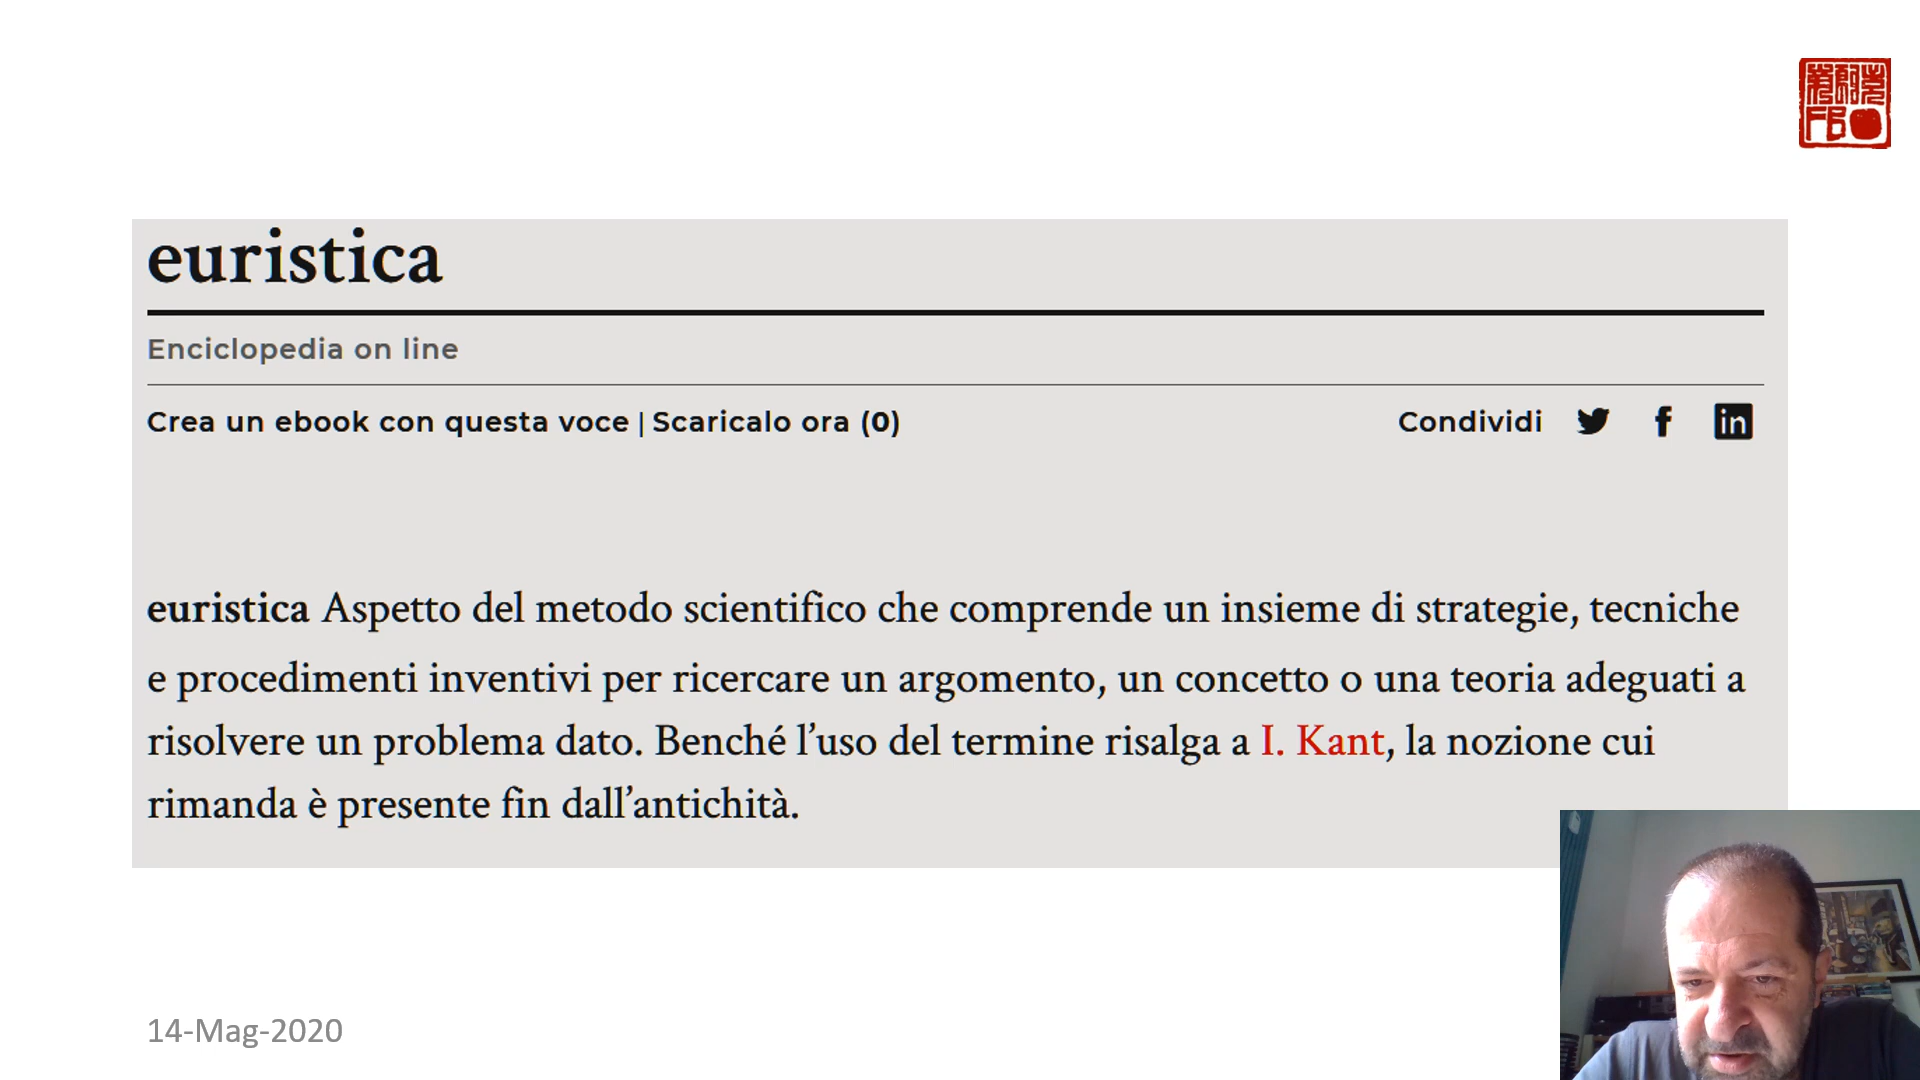 FB
euristica
Enciclopedia on line
Crea un ebook con questa voce | Scaricalo ora (0)
Condividi
euristica Aspetto del metodo scientifico che comprende un insieme di strategie, tecniche
e procedimenti inventivi per ricercare un argomento, un concetto o una teoria adeguati a
risolvere un problema dato. Benché l’uso del termine risalga a I. Kant, la nozione cui
rimanda è presente fin dall’antichità.
14-Mag-2020